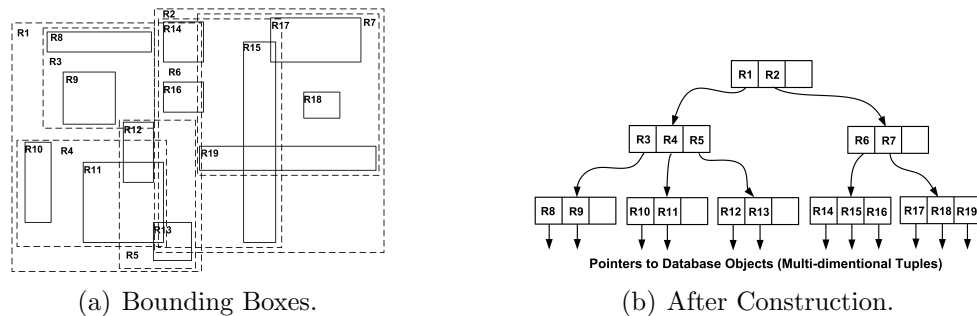 R2
R17
R7
R1
R14
R8
R15
R3
R6
R9
R16
R18
R12
R10
R4
R19
R11
R13
R5
R1 R2
R3 R4 R5
R6 R7
R8 R9
R10 R11
R12 R13
R14 R15 R16
R17 R18 R19
Pointers to Database Objects (Multi-dimentional Tuples)
(a) Bounding Boxes.
(b) After Construction.